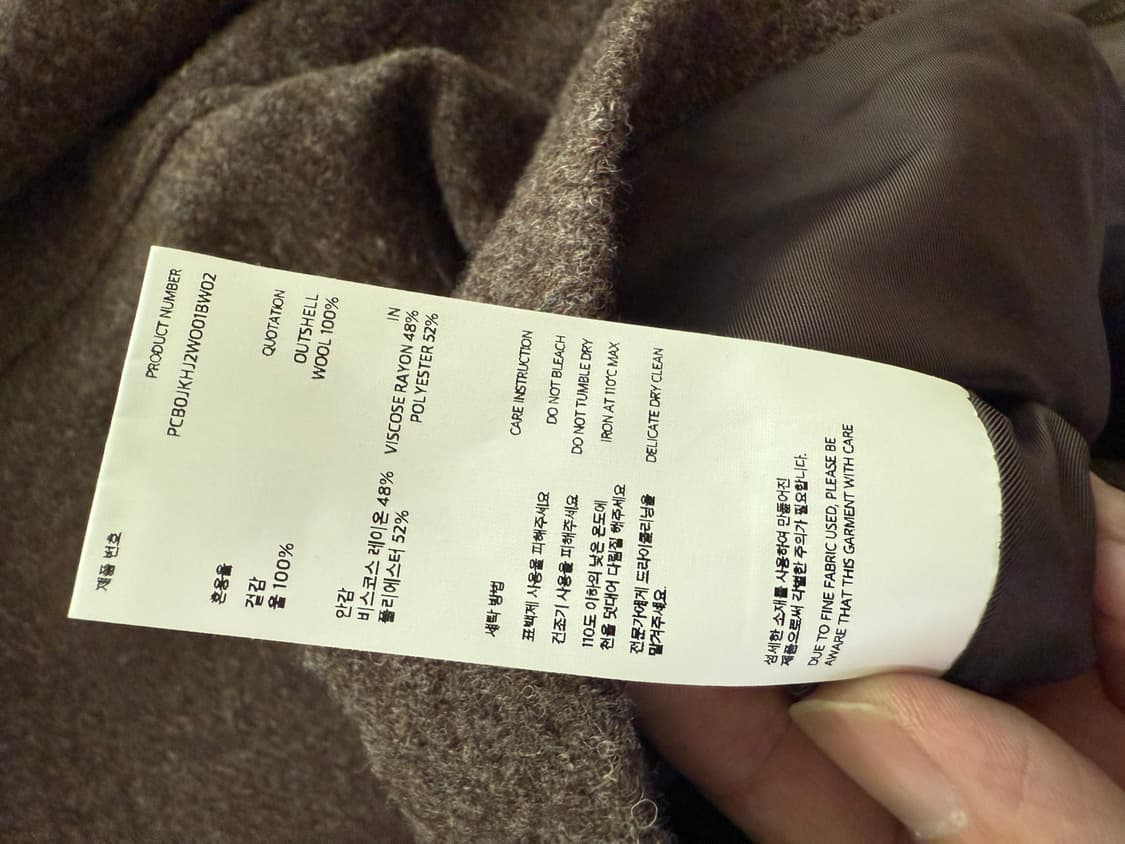 제품 번호
PRODUCT NUMBER
PCB0JKHJ2WO01BW02
혼용율
QUOTATION
겉감
OUTSHELL
울 100%
WOOL 100%
안감
IN
비스코스 레이온 48%
VISCOSE RAYON 48%
폴리에스터 52%
POLYESTER 52%
세탁 방법
CARE INSTRUCTION
표백제 사용을 피해주세요
DO NOT BLEACH
건조기 사용을 피해주세요
DO NOT TUMBLE DRY
110도 이하의 낮은 온도에
천을 덧대어 다림질 해주세요
IRON AT 110℃ MAX
전문가에게 드라이클리닝을
맡겨주세요.
DELICATE DRY CLEAN
섬세한 소재를 사용하여 만들어진
제품으로써 각별한 주의가 필요합니다.
DUE TO FINE FABRIC USED, PLEASE BE
AWARE THAT THIS GARMENT WITH CARE